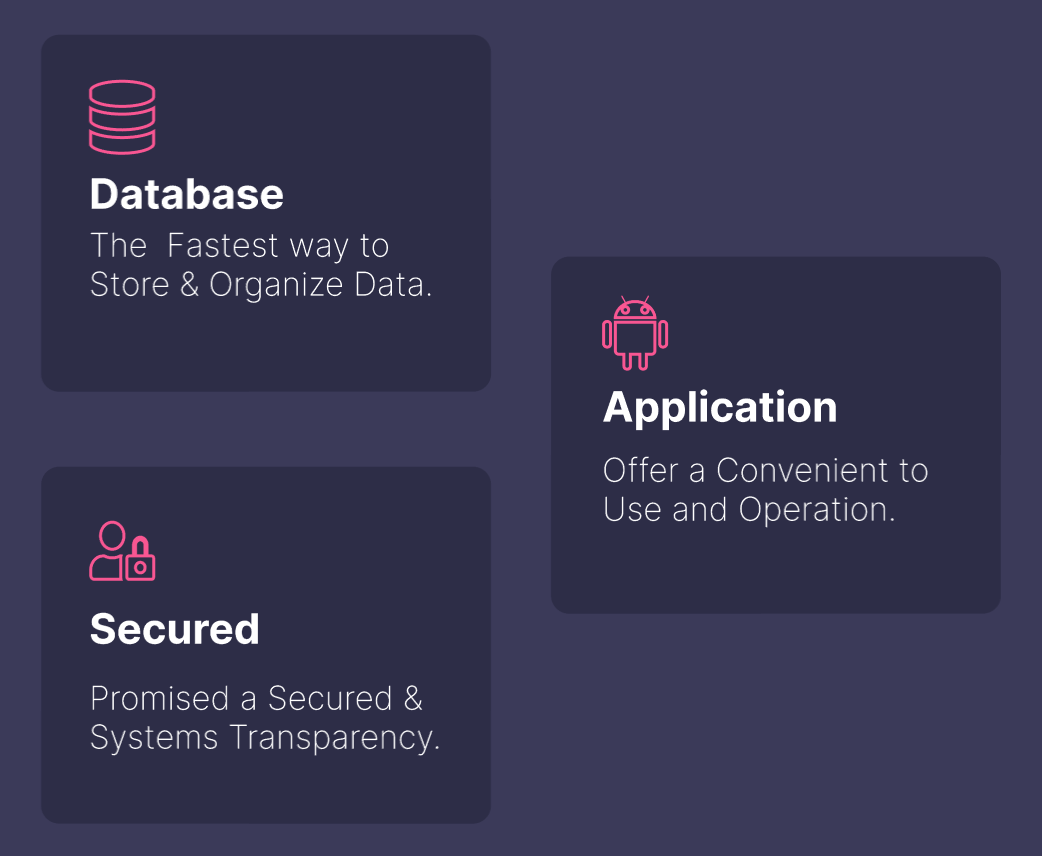 Database
The  Fastest way to
Store & Organize Data.
Application
Offer a Convenient to
Use and Operation.
Secured
Promised a Secured &
Systems Transparency.